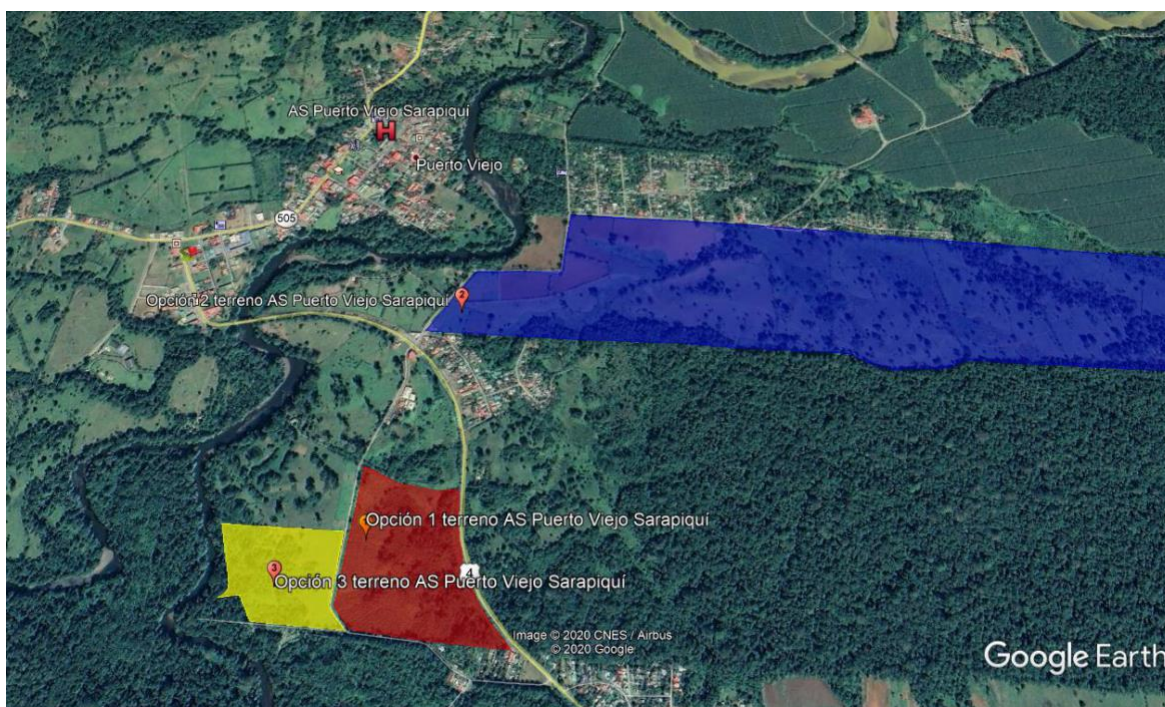 AS Puerto Viejo Sarapiquí
H
Puerto Viejo
505
Opción 2 terreno AS Puerto Viejo Sarapiquí
2
Opción 1 terreno AS Puerto Viejo Sarapiquí
3
Opción 3 terreno AS Puerto Viejo Sarapiquí
4
Image © 2020 CNES / Airbus
© 2020 Google
Google Earth